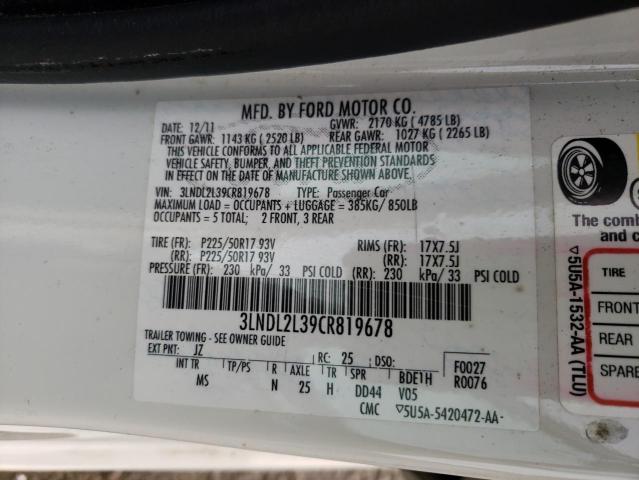 MFD. BY FORD MOTOR CO.
DATE: 12/11 GVWR: 2170 KG ( 4785 LB)
FRONT GAWR: 1143 KG ( 2520 LB) REAR GAWR: 1027 KG ( 2265 LB)
THIS VEHICLE CONFORMS TO ALL APPLICABLE FEDERAL MOTOR
VEHICLE SAFETY, BUMPER, AND THEFT PREVENTION STANDARDS
IN EFFECT ON THE DATE OF MANUFACTURE SHOWN ABOVE.
VIN: 3LNDL2L39CR819678 TYPE: Passenger Car
MAXIMUM LOAD = OCCUPANTS + LUGGAGE = 385KG/ 850LB
OCCUPANTS = 5 TOTAL; 2 FRONT, 3 REAR
TIRE (FR): P225/50R17 93V RIMS (FR): 17X7.5J
(RR): P225/50R17 93V (RR): 17X7.5J
PRESSURE (FR): 230 kPa/ 33 PSI COLD (RR): 230 kPa/ 33 PSI COLD
3LNDL2L39CR819678
TRAILER TOWING - SEE OWNER GUIDE
EXT PNT: JZ RC: 25 DSO: F0027
INT TR TP/PS R AXLE TR SPR BDE1H R0076
MS N 25 H DD44 V05
CMC ▽5U5A-5420472-AA-
The comb
and c
TIRE
FRONT
REAR
SPARE
▽5U5A-1532-AA (TLU)